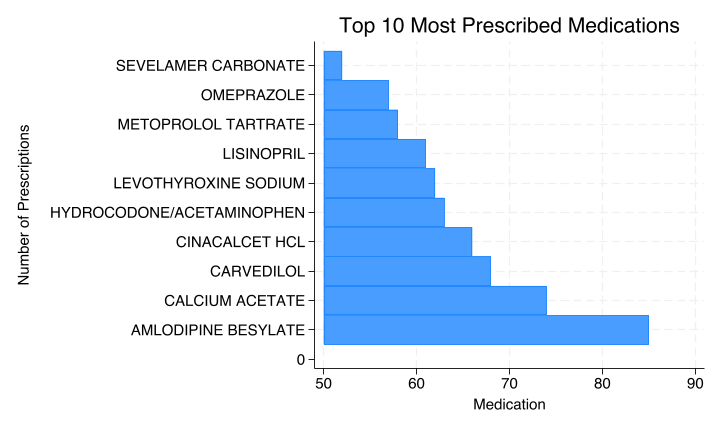 Top 10 Most Prescribed Medications
Number of Prescriptions
SEVELAMER CARBONATE
OMEPRAZOLE
METOPROLOL TARTRATE
LISINOPRIL
LEVOTHYROXINE SODIUM
HYDROCODONE/ACETAMINOPHEN
CINACALCET HCL
CARVEDILOL
CALCIUM ACETATE
AMLODIPINE BESYLATE
0
50 60 70 80 90
Medication